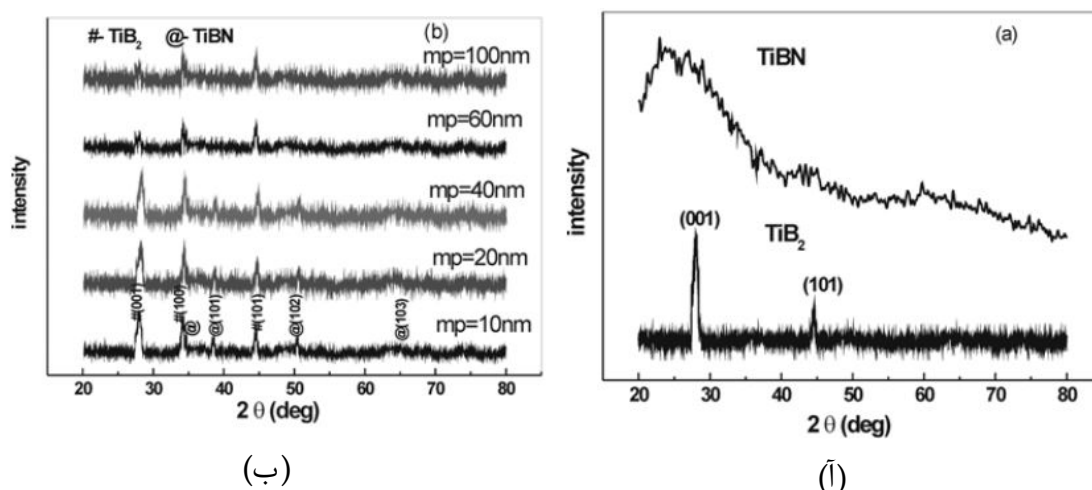 #- TiB₂ @- TiBN (b)
mp=100nm
mp=60nm
mp=40nm
mp=20nm
mp=10nm
#(001)
#(100)
@
@(101)
#(101)
@(102)
@(103)
intensity
20 30 40 50 60 70 80
2 θ (deg)
(ب)
(a)
TiBN
TiB₂
(001)
(101)
intensity
20 30 40 50 60 70 80
2 θ (deg)
(آ)